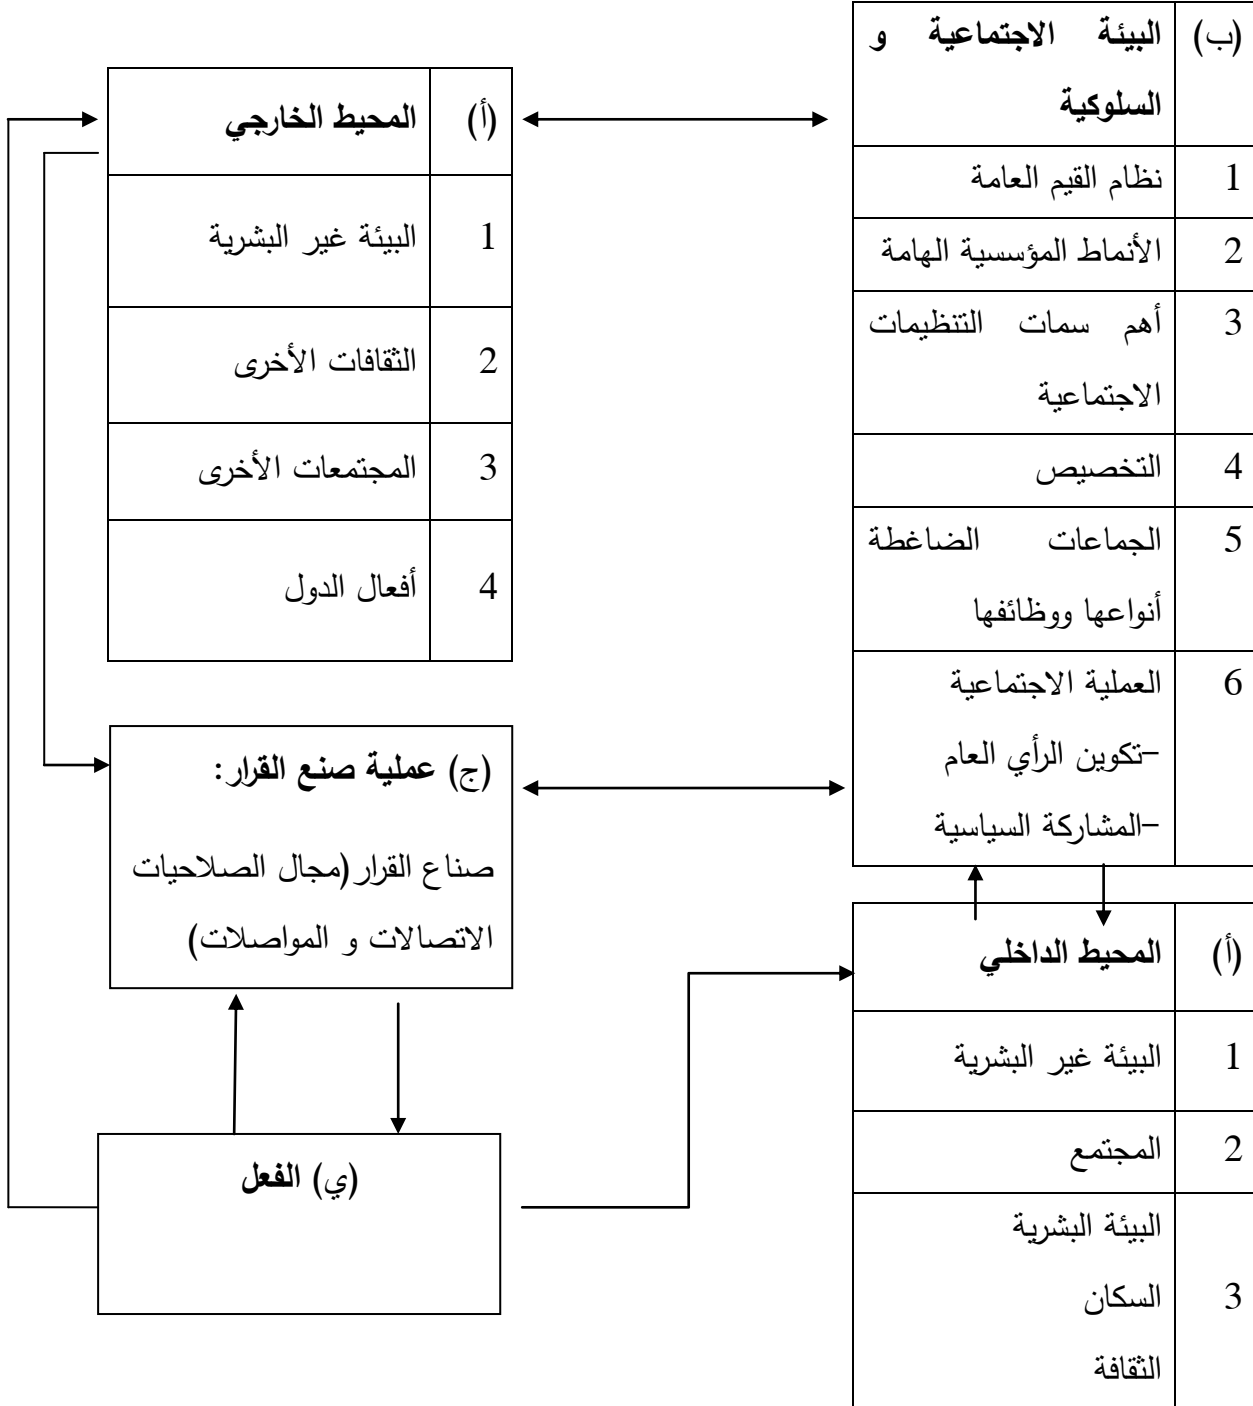 (ب) البيئة الاجتماعية و
السلوكية
1 نظام القيم العامة
2 الأنماط المؤسسية الهامة
3 أهم سمات التنظيمات
الاجتماعية
4 التخصيص
5 الجماعات الضاغطة
أنواعها ووظائفها
6 العملية الاجتماعية
-تكوين الرأي العام
-المشاركة السياسية
(أ) المحيط الخارجي
1 البيئة غير البشرية
2 الثقافات الأخرى
3 المجتمعات الأخرى
4 أفعال الدول
(ج) عملية صنع القرار:
صناع القرار (مجال الصلاحيات
الاتصالات و المواصلات)
(أ) المحيط الداخلي
1 البيئة غير البشرية
2 المجتمع
البيئة البشرية
3 السكان
الثقافة
(ي) الفعل